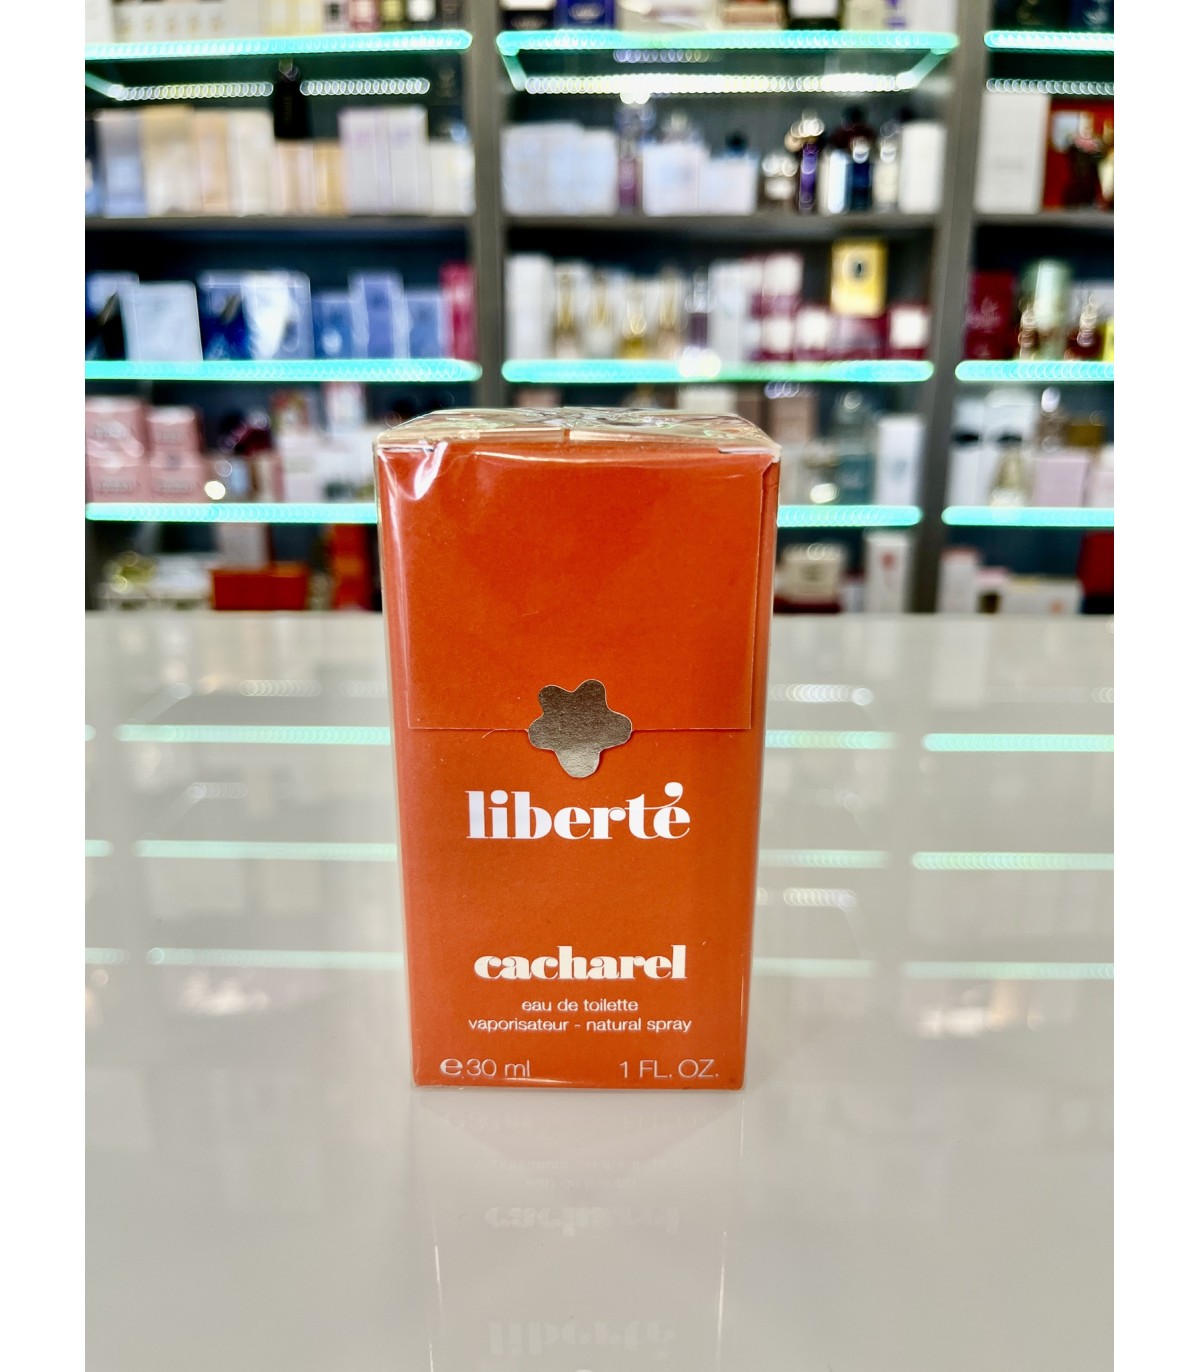 liberté
cacharel
eau de toilette
vaporisateur - natural spray
℮ 30 ml 1 FL. OZ.